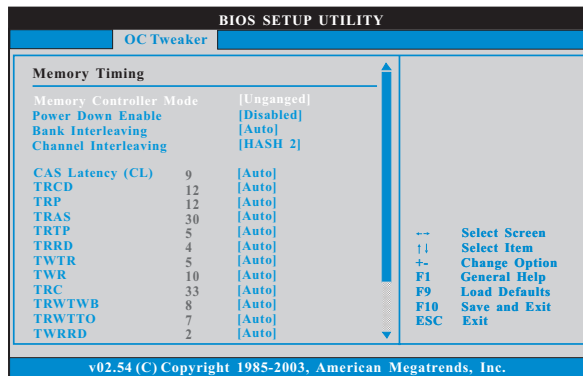 BIOS SETUP UTILITY
OC Tweaker
Memory Timing
Memory Controller Mode [Unganged]
Power Down Enable [Disabled]
Bank Interleaving [Auto]
Channel Interleaving [HASH 2]
CAS Latency (CL) 9 [Auto]
TRCD 12 [Auto]
TRP 12 [Auto]
TRAS 30 [Auto]
TRTP 5 [Auto]
TRRD 4 [Auto]
TWTR 5 [Auto]
TWR 10 [Auto]
TRC 33 [Auto]
TRWTWB 8 [Auto]
TRWTTO 7 [Auto]
TWRRD 2 [Auto]
←→ Select Screen
↑↓ Select Item
+- Change Option
F1 General Help
F9 Load Defaults
F10 Save and Exit
ESC Exit
v02.54 (C) Copyright 1985-2003, American Megatrends, Inc.